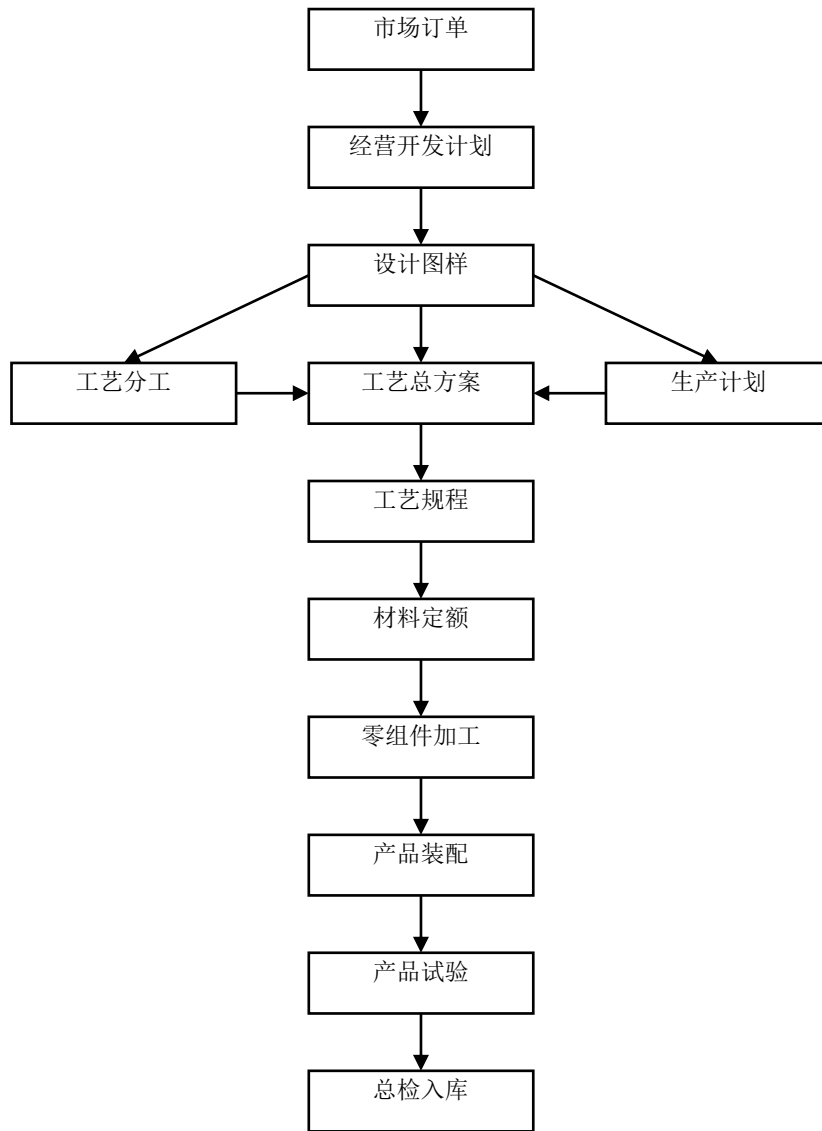 市场订单
经营开发计划
设计图样
工艺分工
工艺总方案
生产计划
工艺规程
材料定额
零组件加工
产品装配
产品试验
总检入库